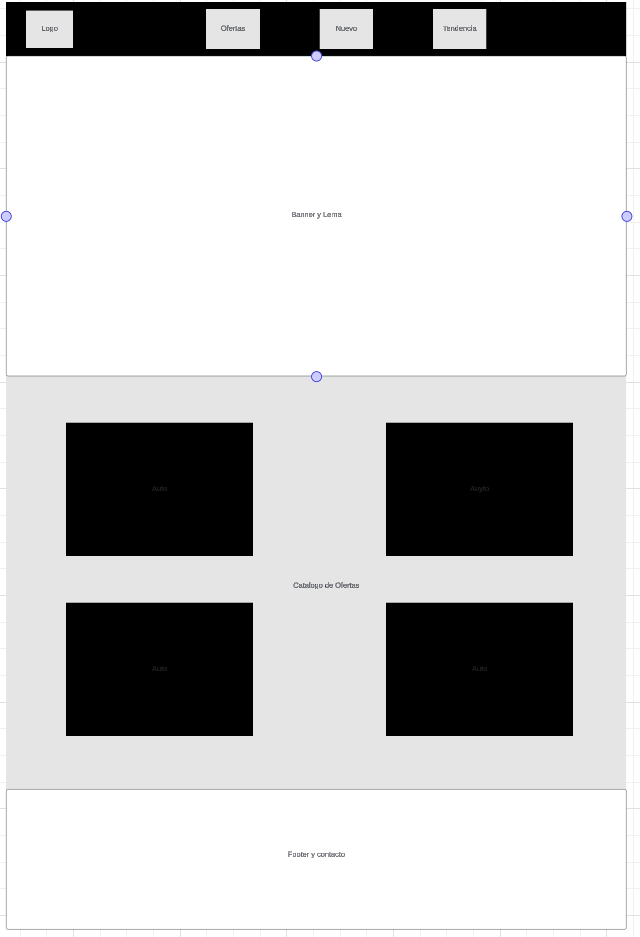 Logo
Ofertas
Nuevo
Tendencia
Banner y Lema
Auto
Auyto
Catalogo de Ofertas
Auto
Auto
Footer y contacto